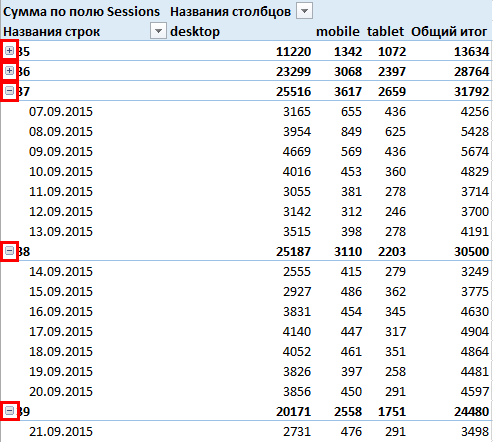 Сумма по полю Sessions Названия столбцов
Названия строк desktop mobile tablet Общий итог
35 11220 1342 1072 13634
36 23299 3068 2397 28764
37 25516 3617 2659 31792
07.09.2015 3165 655 436 4256
08.09.2015 3954 849 625 5428
09.09.2015 4669 569 436 5674
10.09.2015 4016 453 360 4829
11.09.2015 3055 381 278 3714
12.09.2015 3142 312 246 3700
13.09.2015 3515 398 278 4191
38 25187 3110 2203 30500
14.09.2015 2555 415 279 3249
15.09.2015 2927 486 362 3775
16.09.2015 3831 454 345 4630
17.09.2015 4140 447 317 4904
18.09.2015 4052 461 351 4864
19.09.2015 3826 397 258 4481
20.09.2015 3856 450 291 4597
39 20171 2558 1751 24480
21.09.2015 2731 476 291 3498